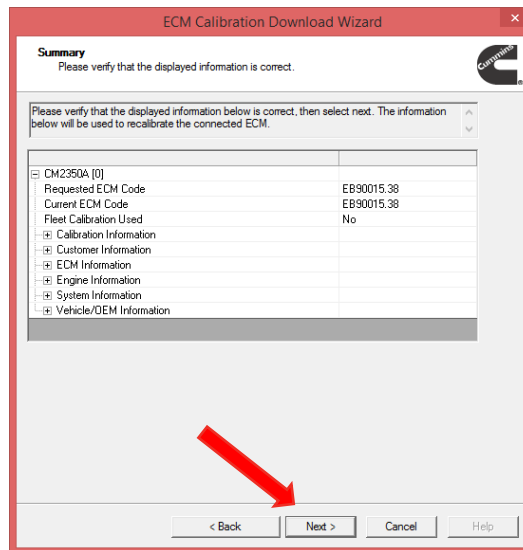 ECM Calibration Download Wizard
×
Summary
Please verify that the displayed information is correct.
Cummins
Please verify that the displayed information below is correct, then select next. The information
below will be used to recalibrate the connected ECM.
CM2350A [0]
Requested ECM Code EB90015.38
Current ECM Code EB90015.38
Fleet Calibration Used No
Calibration Information
Customer Information
ECM Information
Engine Information
System Information
Vehicle/OEM Information
< Back Next > Cancel Help